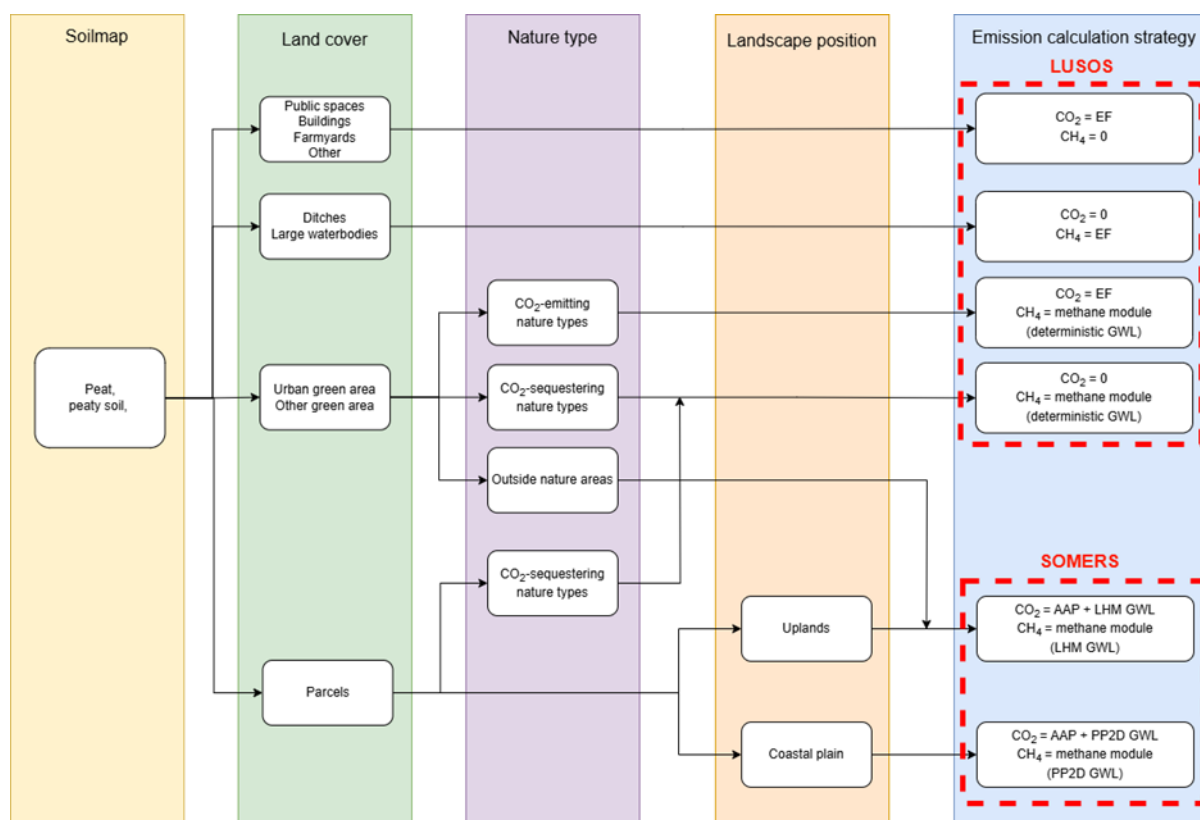 Soilmap
Land cover
Nature type
Landscape position
Emission calculation strategy
LUSOS
Public spaces
Buildings
Farmyards
Other
CO₂ = EF
CH₄ = 0
Ditches
Large waterbodies
CO₂ = 0
CH₄ = EF
CO₂-emitting
nature types
CO₂ = EF
CH₄ = methane module
(deterministic GWL)
Peat,
peaty soil,
Urban green area
Other green area
CO₂-sequestering
nature types
CO₂ = 0
CH₄ = methane module
(deterministic GWL)
Outside nature areas
SOMERS
CO₂-sequestering
nature types
Uplands
CO₂ = AAP + LHM GWL
CH₄ = methane module
(LHM GWL)
Parcels
Coastal plain
CO₂ = AAP + PP2D GWL
CH₄ = methane module
(PP2D GWL)